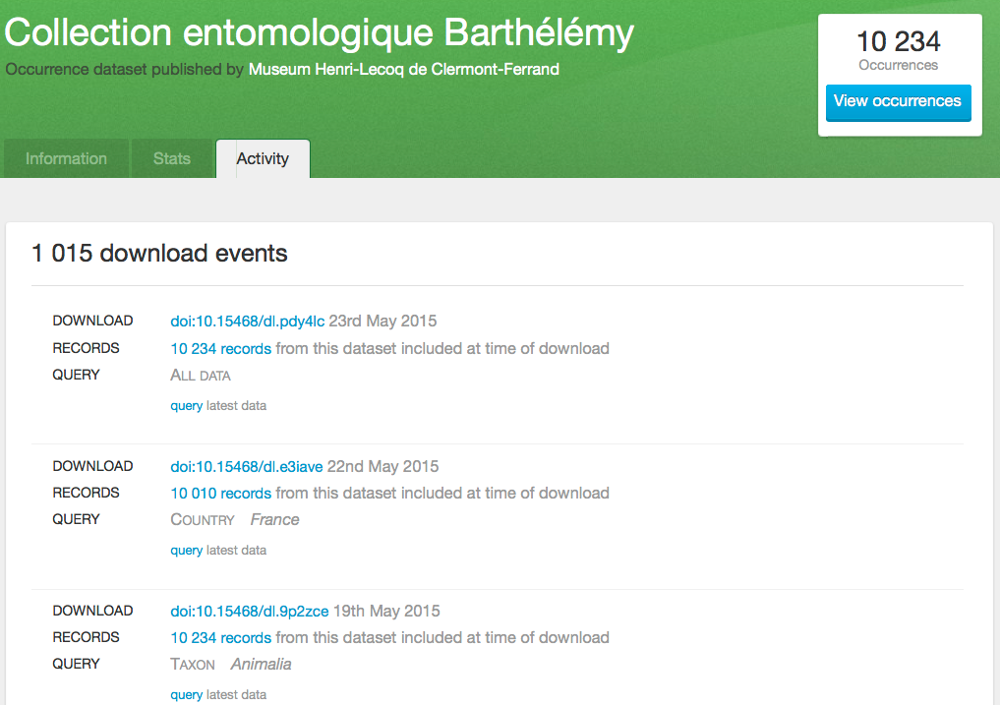 Collection entomologique Barthélémy
Occurrence dataset published by Museum Henri-Lecoq de Clermont-Ferrand
10 234
Occurrences
View occurrences
Information Stats Activity
1 015 download events
DOWNLOAD doi:10.15468/dl.pdy4lc 23rd May 2015
RECORDS 10 234 records from this dataset included at time of download
QUERY ALL DATA
query latest data
DOWNLOAD doi:10.15468/dl.e3iave 22nd May 2015
RECORDS 10 010 records from this dataset included at time of download
QUERY COUNTRY France
query latest data
DOWNLOAD doi:10.15468/dl.9p2zce 19th May 2015
RECORDS 10 234 records from this dataset included at time of download
QUERY TAXON Animalia
query latest data